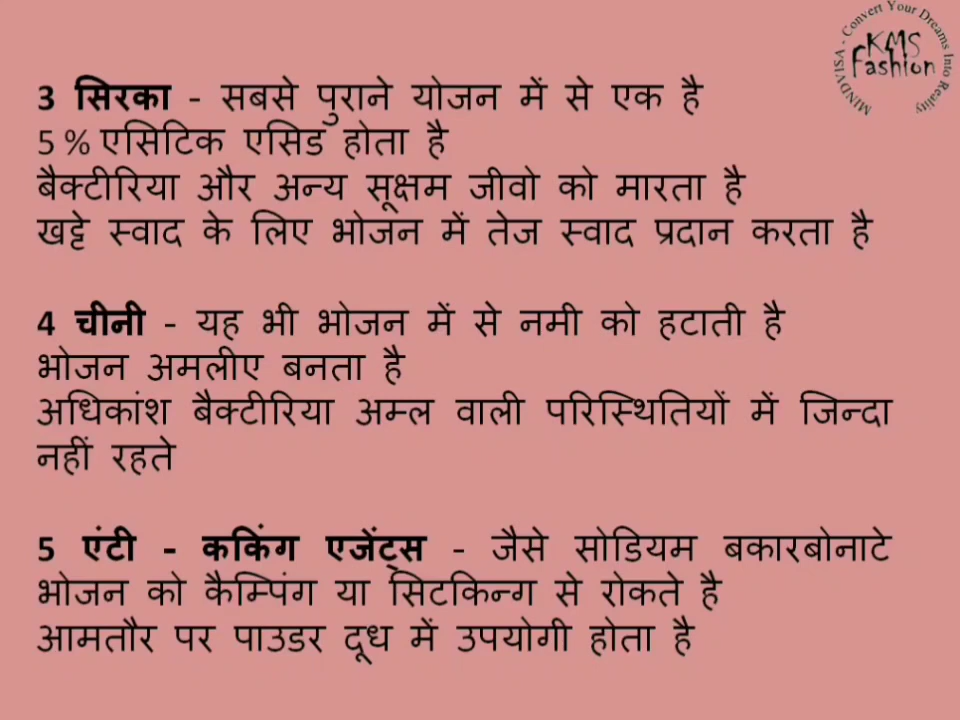 MINDVISA - Convert Your Dreams Into Reality
KMS
Fashion
3 सिरका - सबसे पुराने योजन में से एक है
5 % एसिटिक एसिड होता है
बैक्टीरिया और अन्य सूक्षम जीवो को मारता है
खट्टे स्वाद के लिए भोजन में तेज स्वाद प्रदान करता है
4 चीनी - यह भी भोजन में से नमी को हटाती है
भोजन अमलीए बनता है
अधिकांश बैक्टीरिया अम्ल वाली परिस्थितियों में जिन्दा
नहीं रहते
5 एंटी - ककिंग एजेंट्स - जैसे सोडियम बकारबोनाटे
भोजन को कैम्पिंग या सिटकिन्ग से रोकते है
आमतौर पर पाउडर दूध में उपयोगी होता है